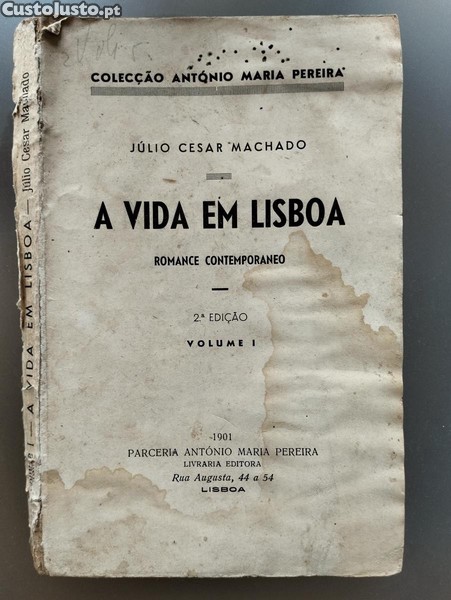 CustoJusto.pt
COLECÇÃO ANTÓNIO MARIA PEREIRA
JÚLIO CESAR MACHADO
A VIDA EM LISBOA
ROMANCE CONTEMPORANEO
2.ª EDIÇÃO
VOLUME I
1901
PARCERIA ANTÓNIO MARIA PEREIRA
LIVRARIA EDITORA
Rua Augusta, 44 a 54
LISBOA
I — A VIDA EM LISBOA — Júlio Cesar Machado